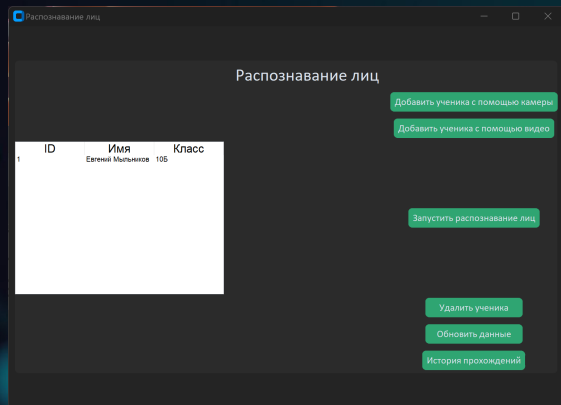 Распознавание лиц
Распознавание лиц
Добавить ученика с помощью камеры
Добавить ученика с помощью видео
ID Имя Класс
1 Евгений Мыльников 10Б
Запустить распознавание лиц
Удалить ученика
Обновить данные
История прохождений